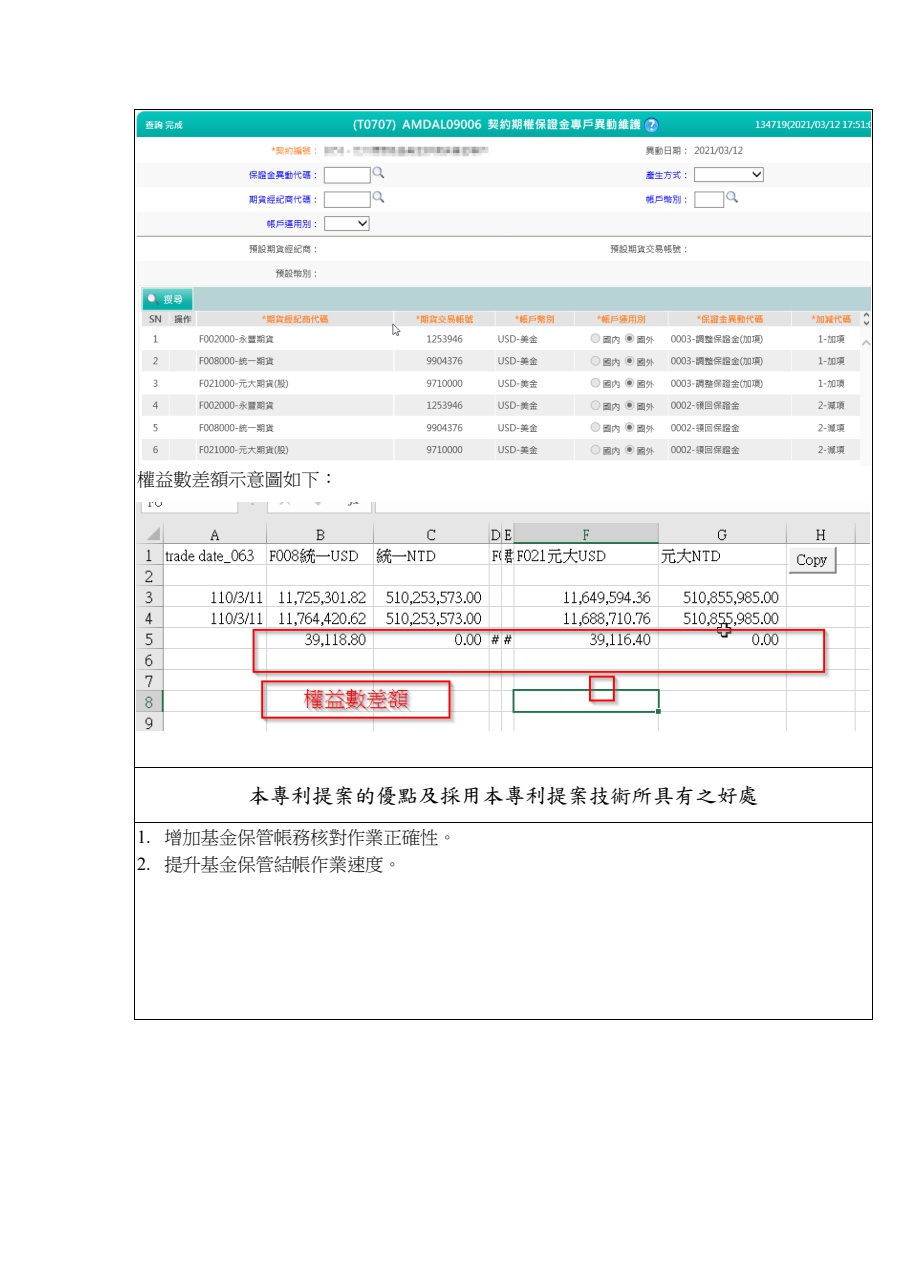 查詢 完成 (T0707) AMDAL09006 契約期權保證金專戶異動維護 ? 134719(2021/03/12 17:51:0
*契約編號： 異動日期： 2021/03/12
保證金異動代碼： 產生方式：
期貨經紀商代碼： 帳戶幣別：
帳戶運用別：
預設期貨經紀商： 預設期貨交易帳號：
預設幣別：
搜尋
SN 操作 *期貨經紀商代碼 *期貨交易帳號 *帳戶幣別 *帳戶運用別 *保證金異動代碼 *加減代碼
1 F002000-永豐期貨 1253946 USD-美金 國內 國外 0003-調整保證金(加項) 1-加項
2 F008000-統一期貨 9904376 USD-美金 國內 國外 0003-調整保證金(加項) 1-加項
3 F021000-元大期貨(股) 9710000 USD-美金 國內 國外 0003-調整保證金(加項) 1-加項
4 F002000-永豐期貨 1253946 USD-美金 國內 國外 0002-領回保證金 2-減項
5 F008000-統一期貨 9904376 USD-美金 國內 國外 0002-領回保證金 2-減項
6 F021000-元大期貨(股) 9710000 USD-美金 國內 國外 0002-領回保證金 2-減項
權益數差額示意圖如下：
A B C D E F G H
1 trade date_063 F008統一USD 統一NTD F021元大USD 元大NTD Copy
2
3 110/3/11 11,725,301.82 510,253,573.00 11,649,594.36 510,855,985.00
4 110/3/11 11,764,420.62 510,253,573.00 11,688,710.76 510,855,985.00
5 39,118.80 0.00 # # 39,116.40 0.00
6
7
8 權益數差額
9
本專利提案的優點及採用本專利提案技術所具有之好處
1. 增加基金保管帳務核對作業正確性。
2. 提升基金保管結帳作業速度。